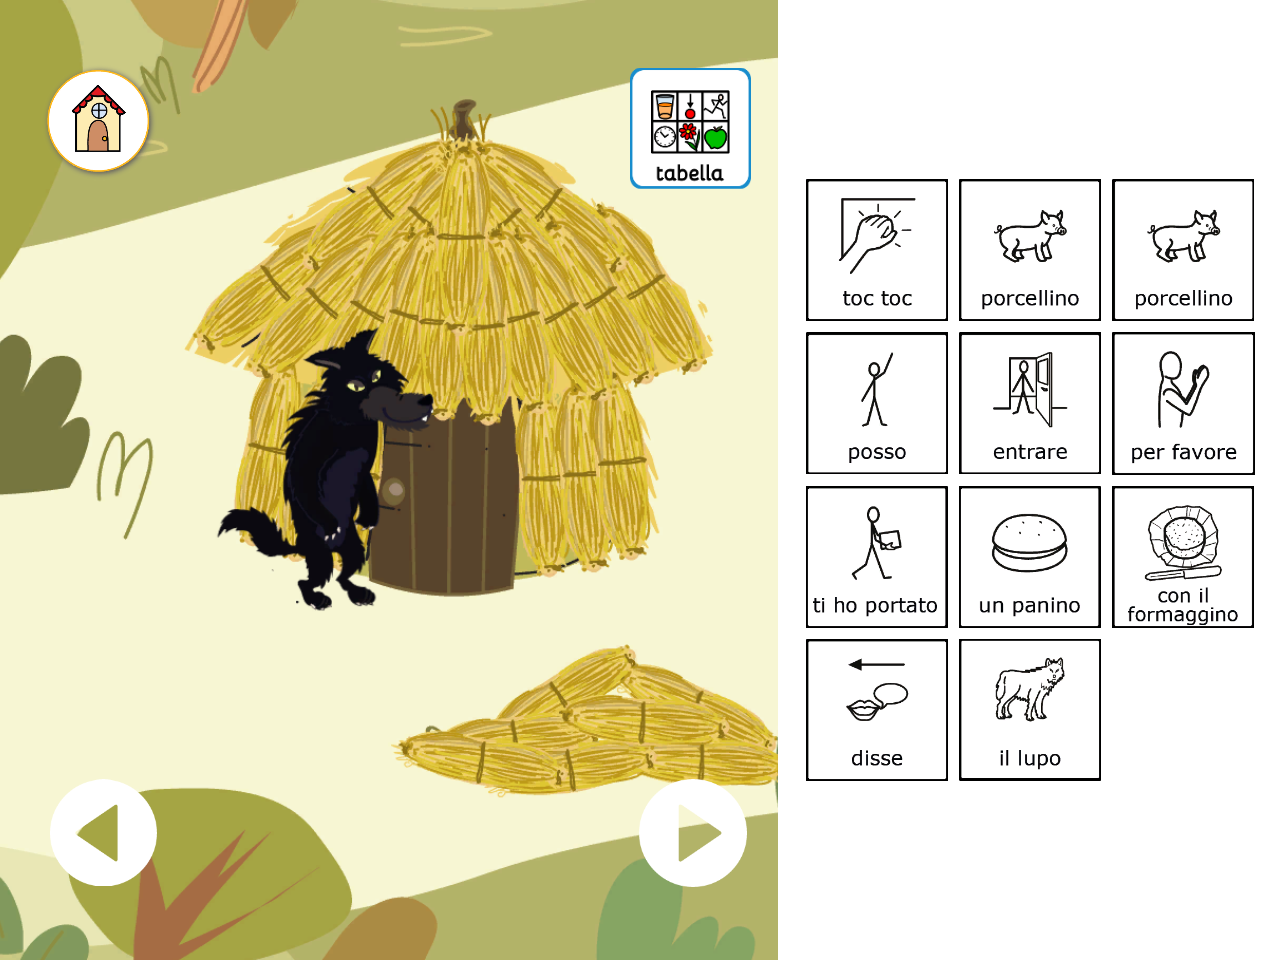 tabella
toc toc
porcellino
porcellino
posso
entrare
per favore
ti ho portato
un panino
con il
formaggino
disse
il lupo